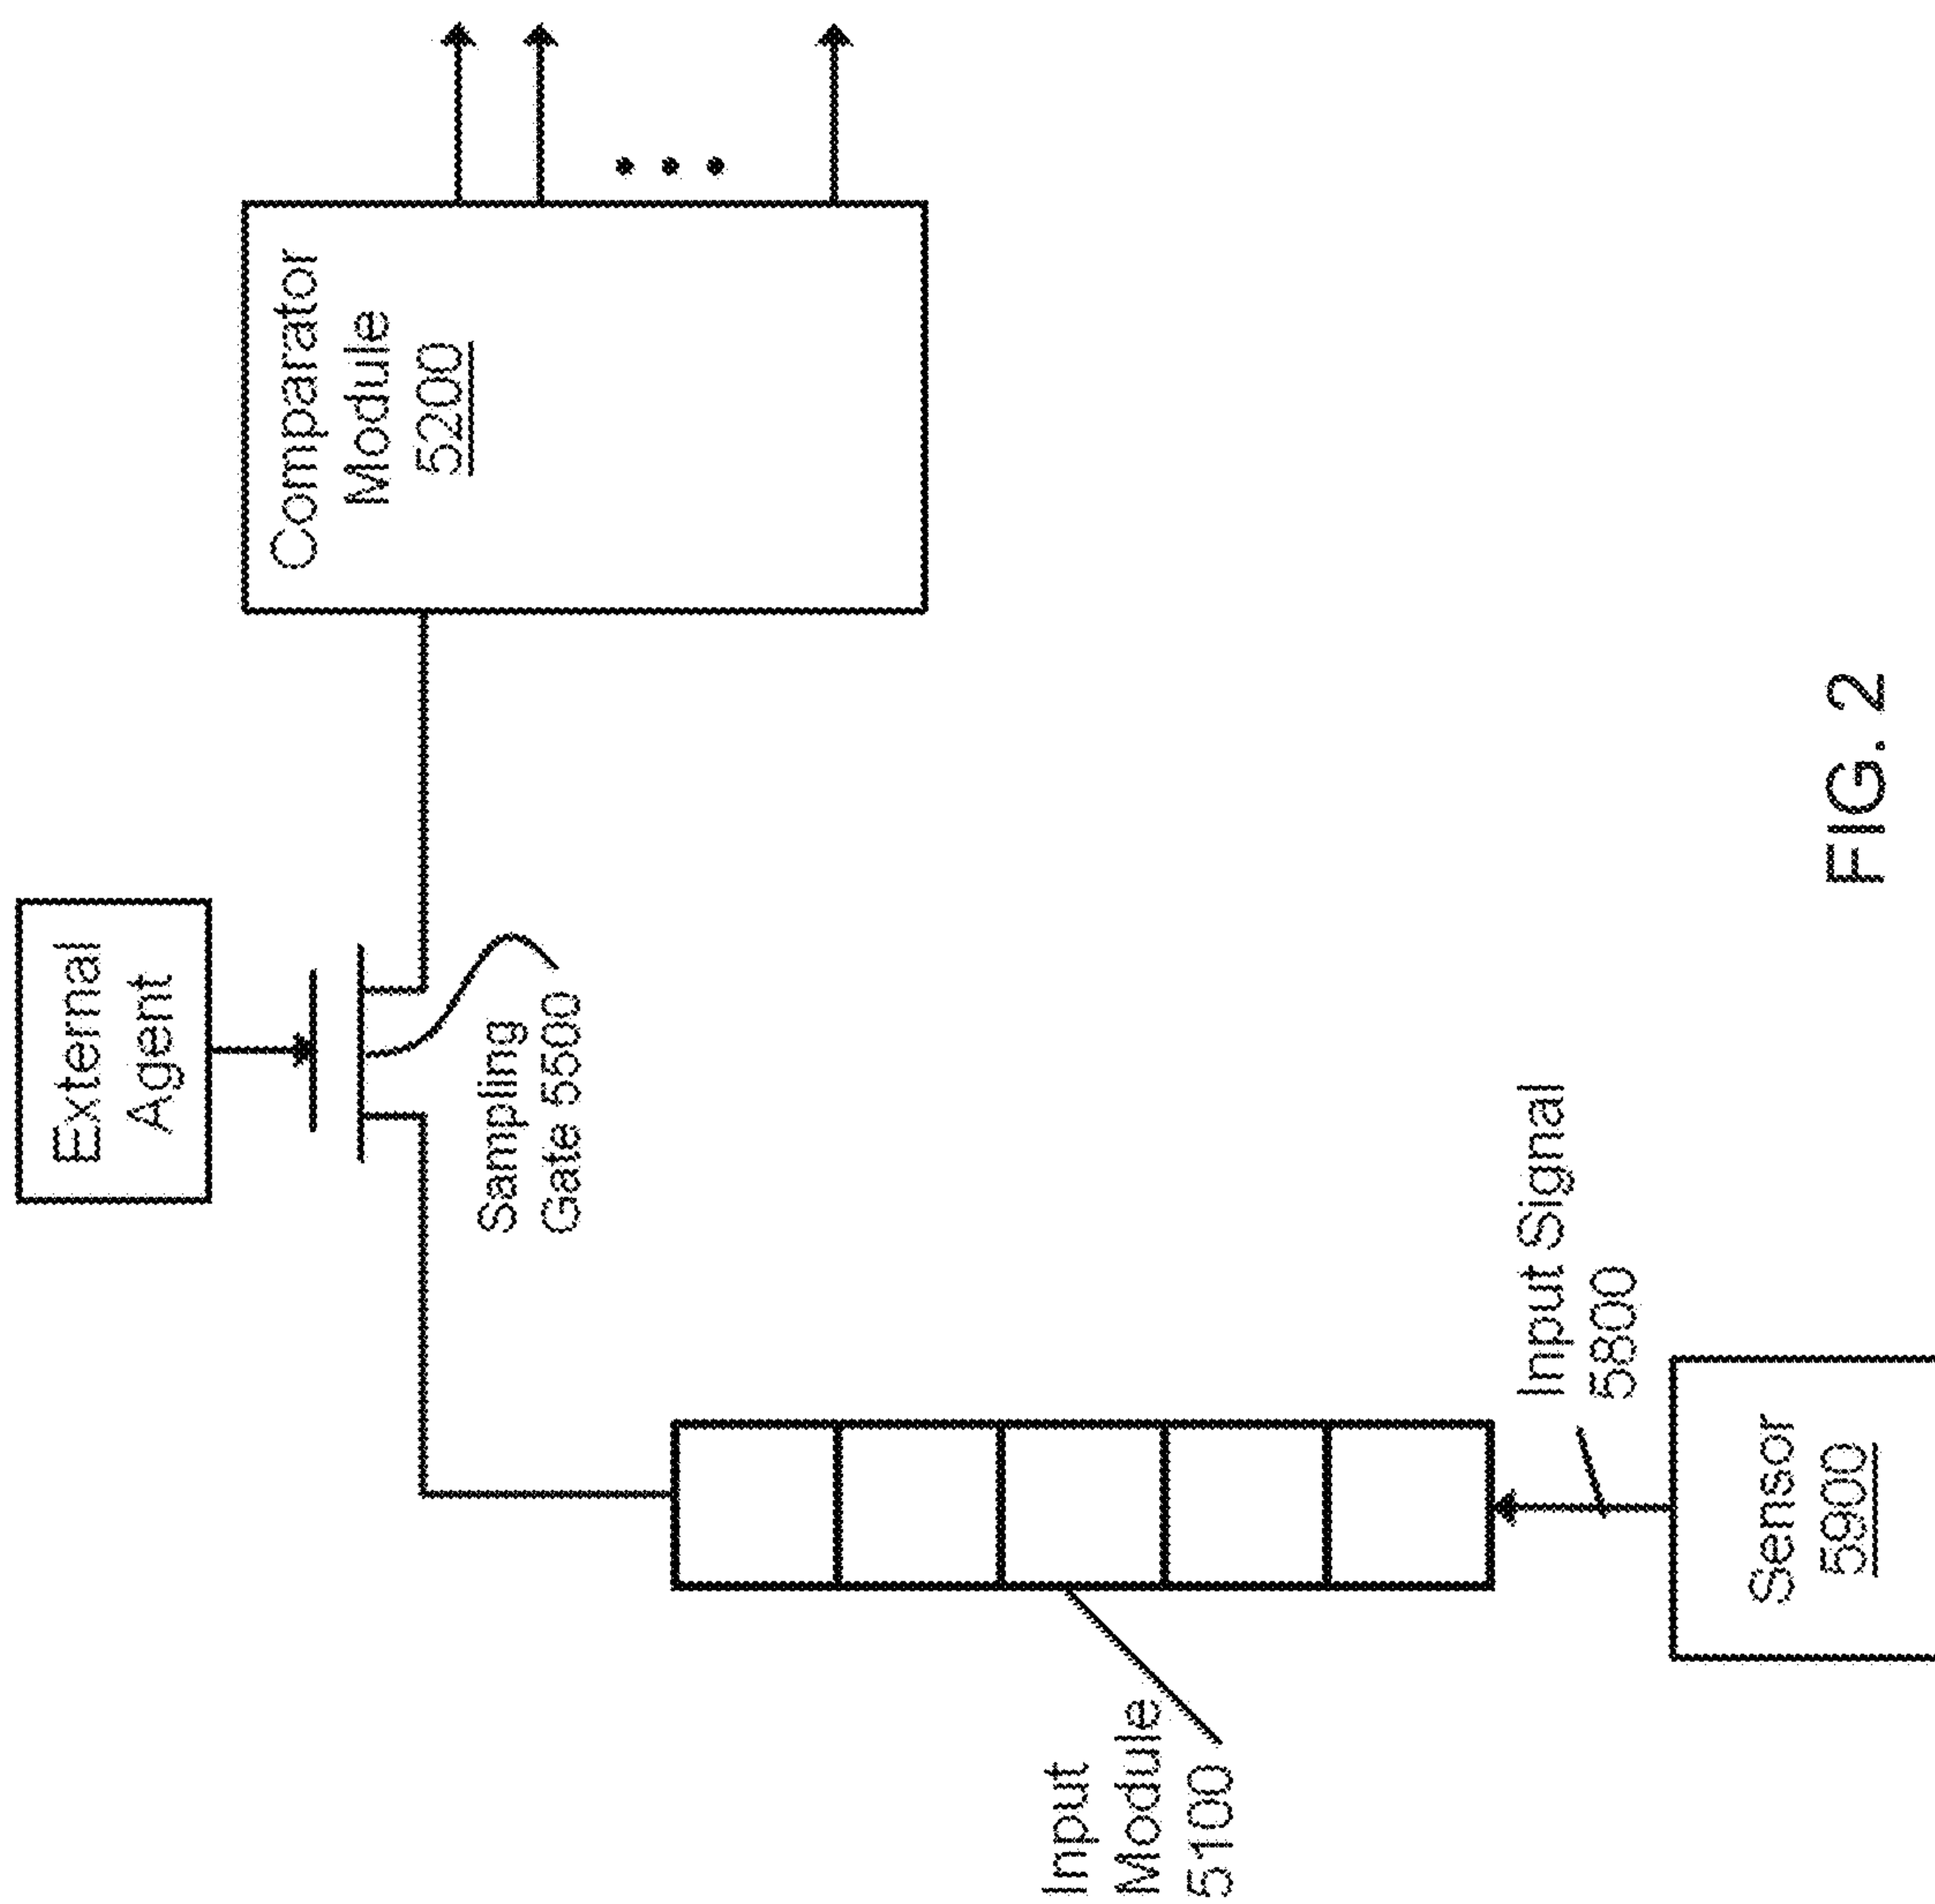 External
Agent
Comparator
Module
5200
Sampling
Gate 5500
Input
Module
5100
Input Signal
5800
Sensor
5900
FIG. 2